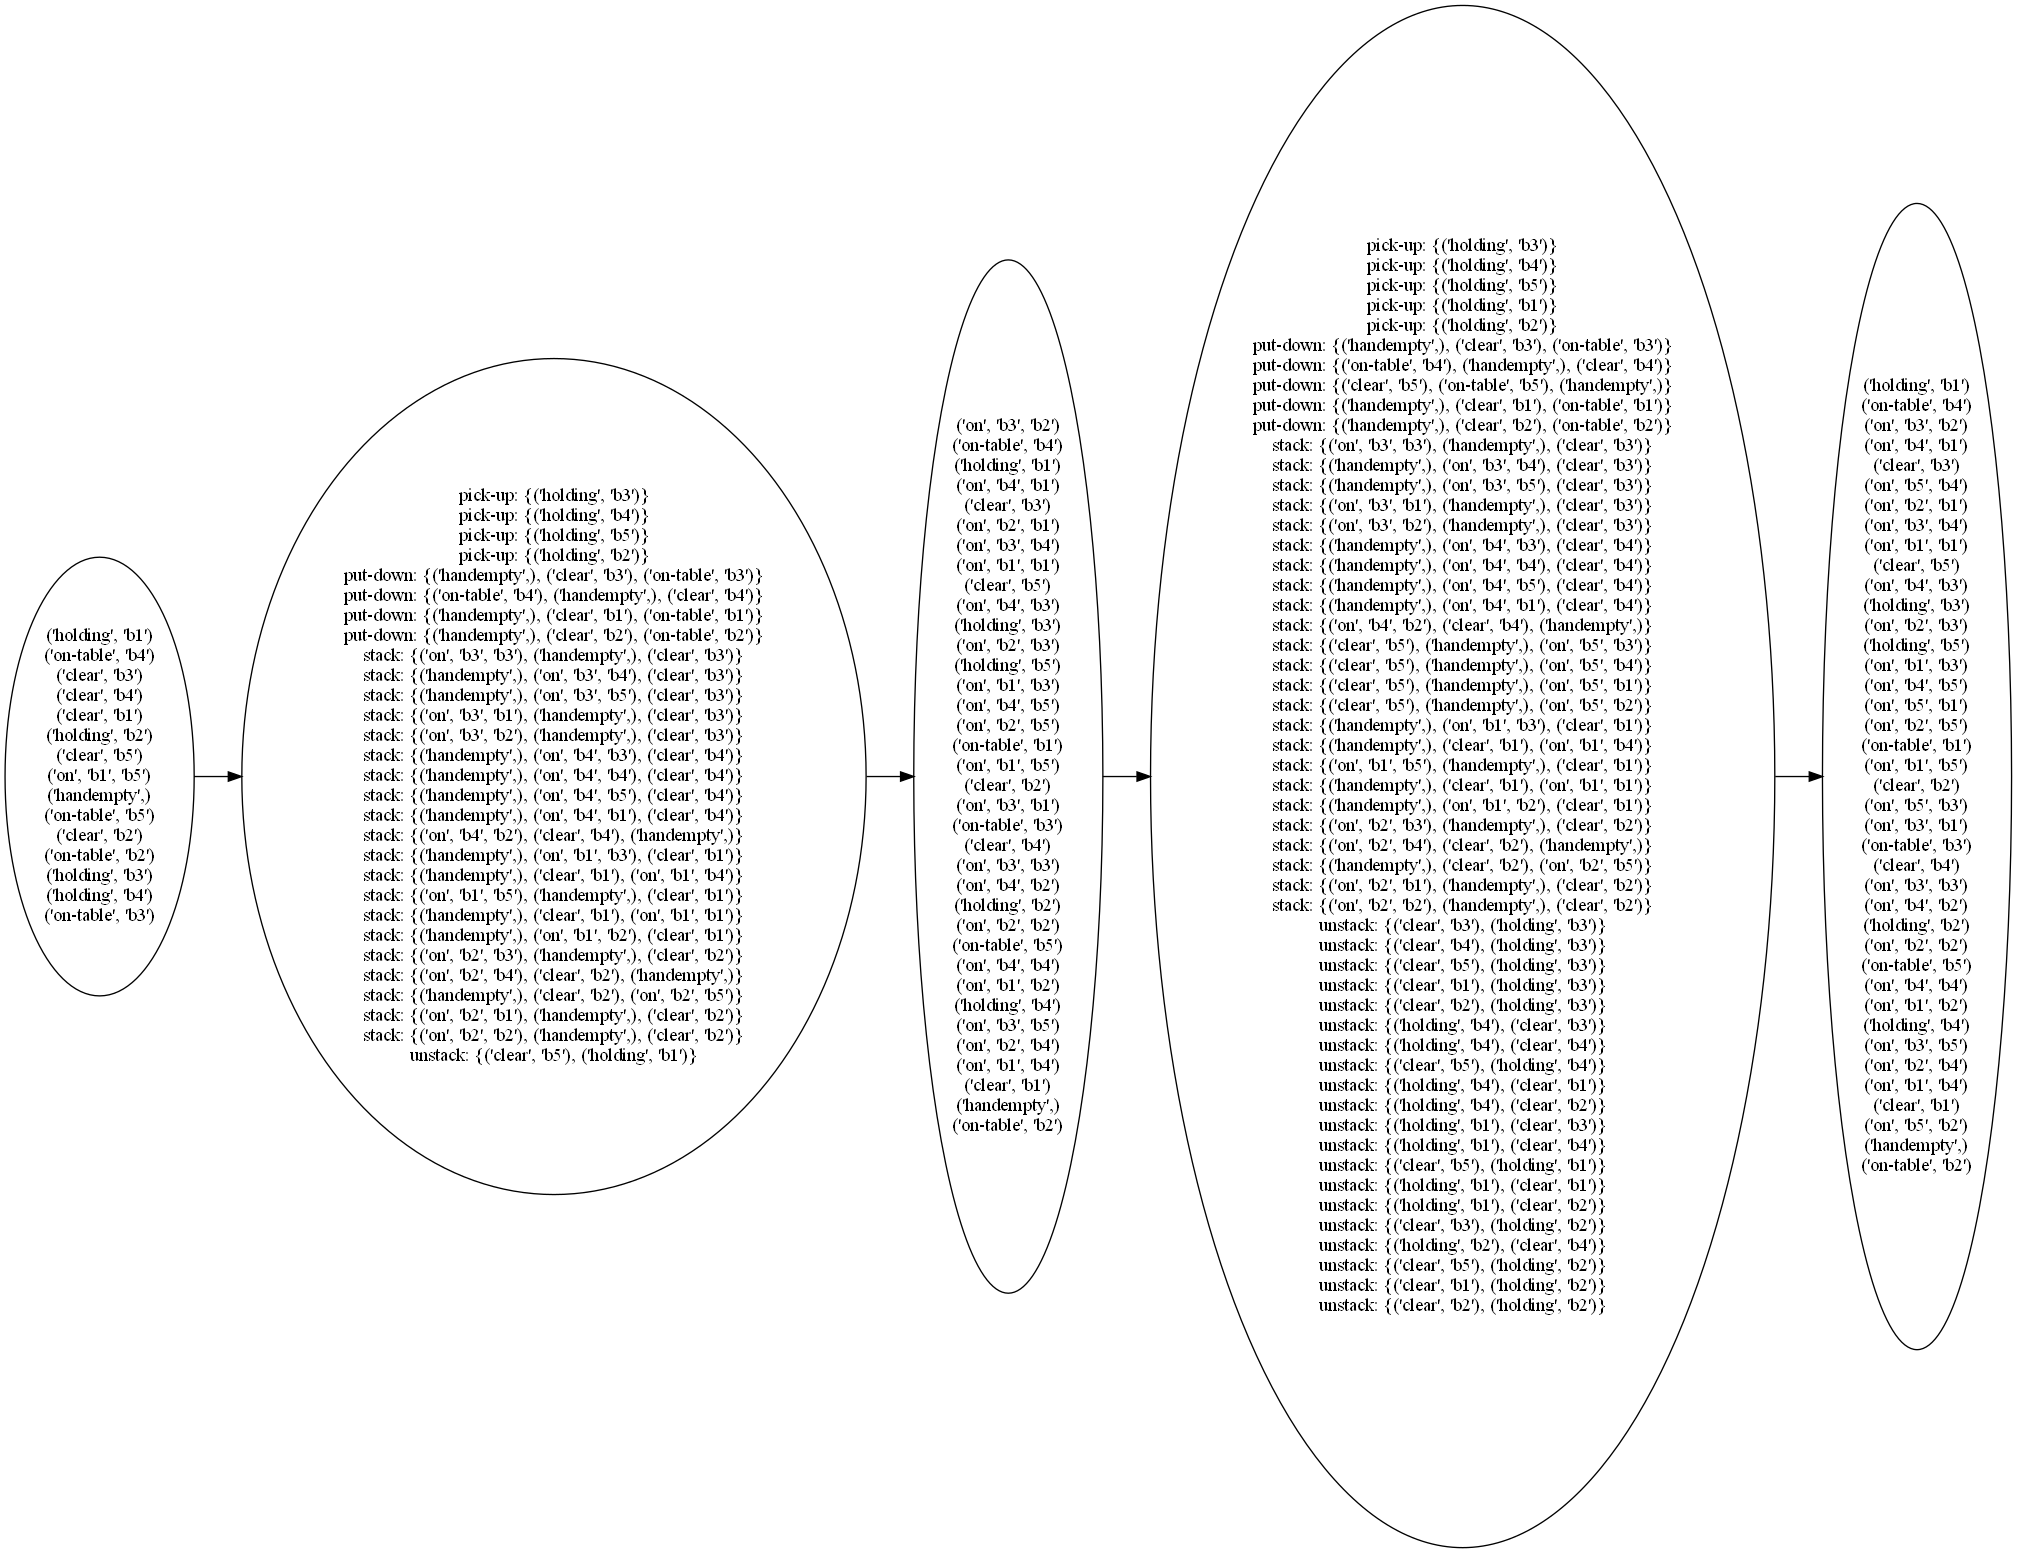 ('holding', 'b1')
('on-table', 'b4')
('clear', 'b3')
('clear', 'b4')
('clear', 'b1')
('holding', 'b2')
('clear', 'b5')
('on', 'b1', 'b5')
('handempty',)
('on-table', 'b5')
('clear', 'b2')
('on-table', 'b2')
('holding', 'b3')
('holding', 'b4')
('on-table', 'b3')
pick-up: {('holding', 'b3')}
pick-up: {('holding', 'b4')}
pick-up: {('holding', 'b5')}
pick-up: {('holding', 'b2')}
put-down: {('handempty',), ('clear', 'b3'), ('on-table', 'b3')}
put-down: {('on-table', 'b4'), ('handempty',), ('clear', 'b4')}
put-down: {('handempty',), ('clear', 'b1'), ('on-table', 'b1')}
put-down: {('handempty',), ('clear', 'b2'), ('on-table', 'b2')}
stack: {('on', 'b3', 'b3'), ('handempty',), ('clear', 'b3')}
stack: {('handempty',), ('on', 'b3', 'b4'), ('clear', 'b3')}
stack: {('handempty',), ('on', 'b3', 'b5'), ('clear', 'b3')}
stack: {('on', 'b3', 'b1'), ('handempty',), ('clear', 'b3')}
stack: {('on', 'b3', 'b2'), ('handempty',), ('clear', 'b3')}
stack: {('handempty',), ('on', 'b4', 'b3'), ('clear', 'b4')}
stack: {('handempty',), ('on', 'b4', 'b4'), ('clear', 'b4')}
stack: {('handempty',), ('on', 'b4', 'b5'), ('clear', 'b4')}
stack: {('handempty',), ('on', 'b4', 'b1'), ('clear', 'b4')}
stack: {('on', 'b4', 'b2'), ('clear', 'b4'), ('handempty',)}
stack: {('handempty',), ('on', 'b1', 'b3'), ('clear', 'b1')}
stack: {('handempty',), ('clear', 'b1'), ('on', 'b1', 'b4')}
stack: {('on', 'b1', 'b5'), ('handempty',), ('clear', 'b1')}
stack: {('handempty',), ('clear', 'b1'), ('on', 'b1', 'b1')}
stack: {('handempty',), ('on', 'b1', 'b2'), ('clear', 'b1')}
stack: {('on', 'b2', 'b3'), ('handempty',), ('clear', 'b2')}
stack: {('on', 'b2', 'b4'), ('clear', 'b2'), ('handempty',)}
stack: {('handempty',), ('clear', 'b2'), ('on', 'b2', 'b5')}
stack: {('on', 'b2', 'b1'), ('handempty',), ('clear', 'b2')}
stack: {('on', 'b2', 'b2'), ('handempty',), ('clear', 'b2')}
unstack: {('clear', 'b5'), ('holding', 'b1')}
('on', 'b3', 'b2')
('on-table', 'b4')
('holding', 'b1')
('on', 'b4', 'b1')
('clear', 'b3')
('on', 'b2', 'b1')
('on', 'b3', 'b4')
('on', 'b1', 'b1')
('clear', 'b5')
('on', 'b4', 'b3')
('holding', 'b3')
('on', 'b2', 'b3')
('holding', 'b5')
('on', 'b1', 'b3')
('on', 'b4', 'b5')
('on', 'b2', 'b5')
('on-table', 'b1')
('on', 'b1', 'b5')
('clear', 'b2')
('on', 'b3', 'b1')
('on-table', 'b3')
('clear', 'b4')
('on', 'b3', 'b3')
('on', 'b4', 'b2')
('holding', 'b2')
('on', 'b2', 'b2')
('on-table', 'b5')
('on', 'b4', 'b4')
('on', 'b1', 'b2')
('holding', 'b4')
('on', 'b3', 'b5')
('on', 'b2', 'b4')
('on', 'b1', 'b4')
('clear', 'b1')
('handempty',)
('on-table', 'b2')
pick-up: {('holding', 'b3')}
pick-up: {('holding', 'b4')}
pick-up: {('holding', 'b5')}
pick-up: {('holding', 'b1')}
pick-up: {('holding', 'b2')}
put-down: {('handempty',), ('clear', 'b3'), ('on-table', 'b3')}
put-down: {('on-table', 'b4'), ('handempty',), ('clear', 'b4')}
put-down: {('clear', 'b5'), ('on-table', 'b5'), ('handempty',)}
put-down: {('handempty',), ('clear', 'b1'), ('on-table', 'b1')}
put-down: {('handempty',), ('clear', 'b2'), ('on-table', 'b2')}
stack: {('on', 'b3', 'b3'), ('handempty',), ('clear', 'b3')}
stack: {('handempty',), ('on', 'b3', 'b4'), ('clear', 'b3')}
stack: {('handempty',), ('on', 'b3', 'b5'), ('clear', 'b3')}
stack: {('on', 'b3', 'b1'), ('handempty',), ('clear', 'b3')}
stack: {('on', 'b3', 'b2'), ('handempty',), ('clear', 'b3')}
stack: {('handempty',), ('on', 'b4', 'b3'), ('clear', 'b4')}
stack: {('handempty',), ('on', 'b4', 'b4'), ('clear', 'b4')}
stack: {('handempty',), ('on', 'b4', 'b5'), ('clear', 'b4')}
stack: {('handempty',), ('on', 'b4', 'b1'), ('clear', 'b4')}
stack: {('on', 'b4', 'b2'), ('clear', 'b4'), ('handempty',)}
stack: {('clear', 'b5'), ('handempty',), ('on', 'b5', 'b3')}
stack: {('clear', 'b5'), ('handempty',), ('on', 'b5', 'b4')}
stack: {('clear', 'b5'), ('handempty',), ('on', 'b5', 'b1')}
stack: {('clear', 'b5'), ('handempty',), ('on', 'b5', 'b2')}
stack: {('handempty',), ('on', 'b1', 'b3'), ('clear', 'b1')}
stack: {('handempty',), ('clear', 'b1'), ('on', 'b1', 'b4')}
stack: {('on', 'b1', 'b5'), ('handempty',), ('clear', 'b1')}
stack: {('handempty',), ('clear', 'b1'), ('on', 'b1', 'b1')}
stack: {('handempty',), ('on', 'b1', 'b2'), ('clear', 'b1')}
stack: {('on', 'b2', 'b3'), ('handempty',), ('clear', 'b2')}
stack: {('on', 'b2', 'b4'), ('clear', 'b2'), ('handempty',)}
stack: {('handempty',), ('clear', 'b2'), ('on', 'b2', 'b5')}
stack: {('on', 'b2', 'b1'), ('handempty',), ('clear', 'b2')}
stack: {('on', 'b2', 'b2'), ('handempty',), ('clear', 'b2')}
unstack: {('clear', 'b3'), ('holding', 'b3')}
unstack: {('clear', 'b4'), ('holding', 'b3')}
unstack: {('clear', 'b5'), ('holding', 'b3')}
unstack: {('clear', 'b1'), ('holding', 'b3')}
unstack: {('clear', 'b2'), ('holding', 'b3')}
unstack: {('holding', 'b4'), ('clear', 'b3')}
unstack: {('holding', 'b4'), ('clear', 'b4')}
unstack: {('clear', 'b5'), ('holding', 'b4')}
unstack: {('holding', 'b4'), ('clear', 'b1')}
unstack: {('holding', 'b4'), ('clear', 'b2')}
unstack: {('holding', 'b1'), ('clear', 'b3')}
unstack: {('holding', 'b1'), ('clear', 'b4')}
unstack: {('clear', 'b5'), ('holding', 'b1')}
unstack: {('holding', 'b1'), ('clear', 'b1')}
unstack: {('holding', 'b1'), ('clear', 'b2')}
unstack: {('clear', 'b3'), ('holding', 'b2')}
unstack: {('holding', 'b2'), ('clear', 'b4')}
unstack: {('clear', 'b5'), ('holding', 'b2')}
unstack: {('clear', 'b1'), ('holding', 'b2')}
unstack: {('clear', 'b2'), ('holding', 'b2')}
('holding', 'b1')
('on-table', 'b4')
('on', 'b3', 'b2')
('on', 'b4', 'b1')
('clear', 'b3')
('on', 'b5', 'b4')
('on', 'b2', 'b1')
('on', 'b3', 'b4')
('on', 'b1', 'b1')
('clear', 'b5')
('on', 'b4', 'b3')
('holding', 'b3')
('on', 'b2', 'b3')
('holding', 'b5')
('on', 'b1', 'b3')
('on', 'b4', 'b5')
('on', 'b5', 'b1')
('on', 'b2', 'b5')
('on-table', 'b1')
('on', 'b1', 'b5')
('clear', 'b2')
('on', 'b5', 'b3')
('on', 'b3', 'b1')
('on-table', 'b3')
('clear', 'b4')
('on', 'b3', 'b3')
('on', 'b4', 'b2')
('holding', 'b2')
('on', 'b2', 'b2')
('on-table', 'b5')
('on', 'b4', 'b4')
('on', 'b1', 'b2')
('holding', 'b4')
('on', 'b3', 'b5')
('on', 'b2', 'b4')
('on', 'b1', 'b4')
('clear', 'b1')
('on', 'b5', 'b2')
('handempty',)
('on-table', 'b2')